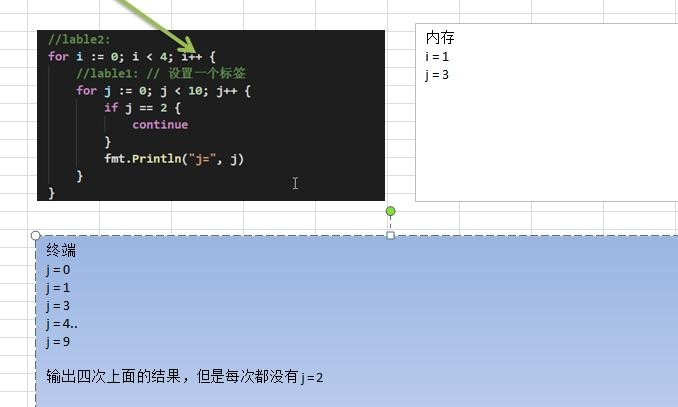 //lable2:
for i := 0; i < 4; i++ {
//lable1: // 设置一个标签
for j := 0; j < 10; j++ {
if j == 2 {
continue
}
fmt.Println("j=", j)
}
}
内存
i = 1
j = 3
终端
j = 0
j = 1
j = 3
j = 4..
j = 9
输出四次上面的结果，但是每次都没有 j = 2